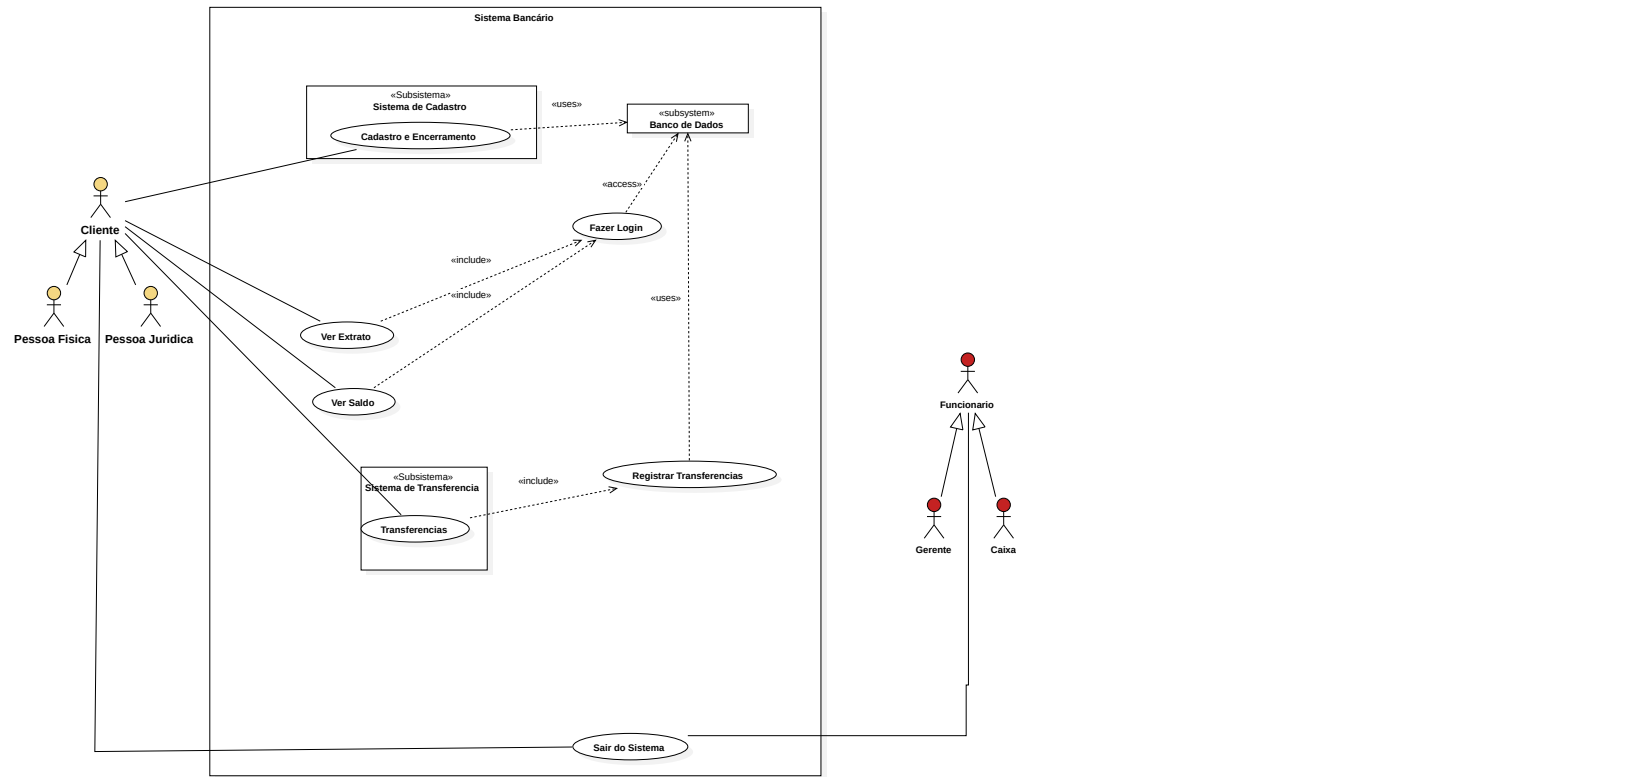 Sistema Bancário
«Subsistema»
Sistema de Cadastro
Cadastro e Encerramento
«uses»
«subsystem»
Banco de Dados
«access»
Cliente
Fazer Login
«include»
«include»
«uses»
Pessoa Fisica
Pessoa Juridica
Ver Extrato
Ver Saldo
Funcionario
«Subsistema»
Sistema de Transferencia
«include»
Registrar Transferencias
Transferencias
Gerente
Caixa
Sair do Sistema